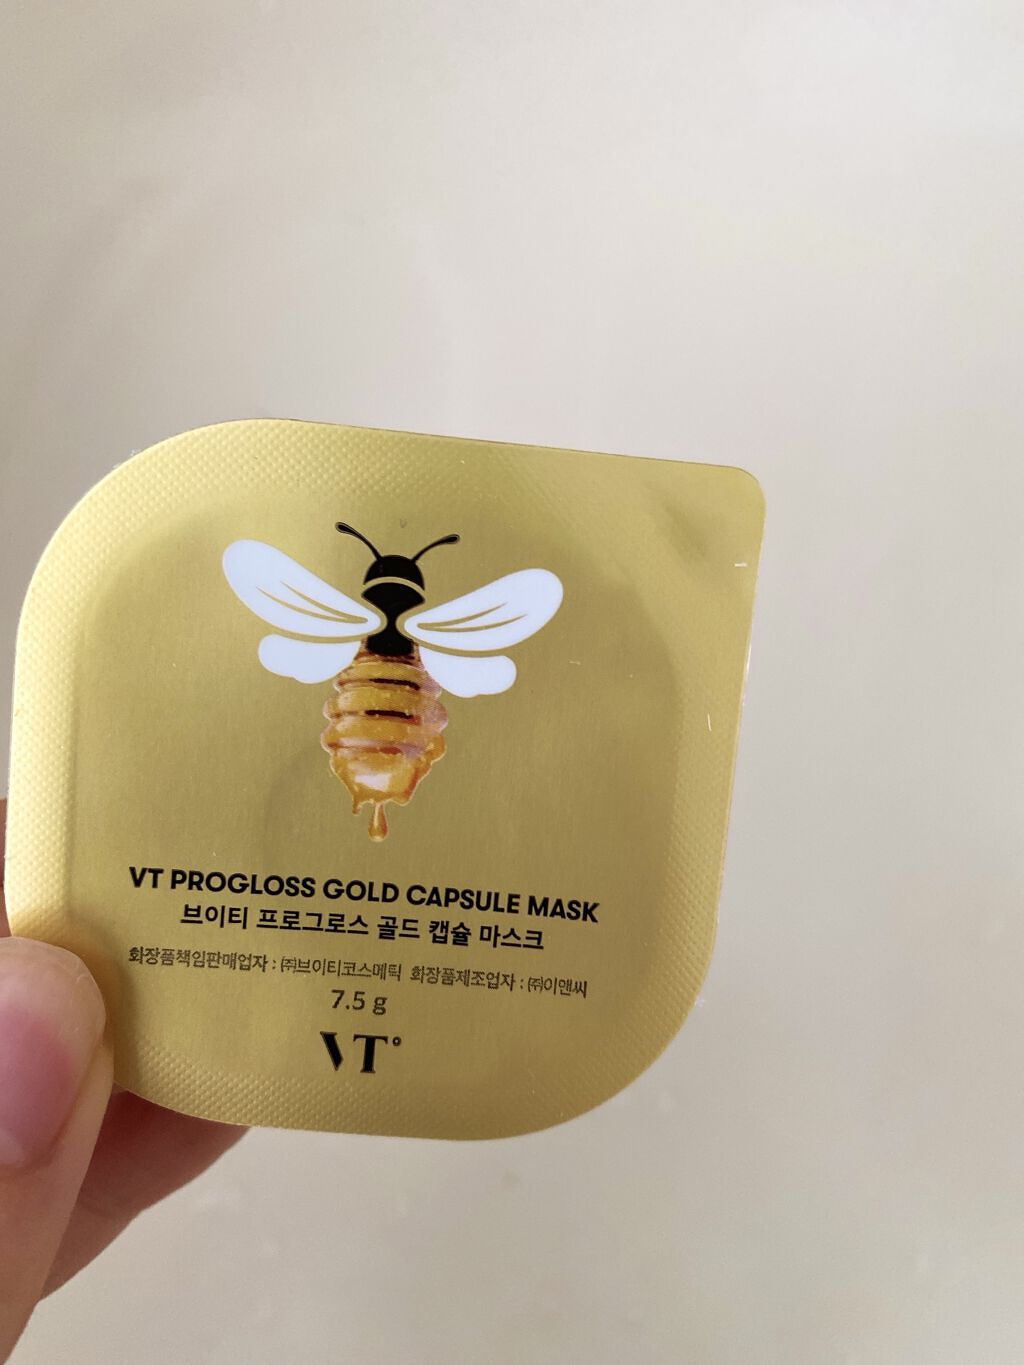 VT PROGLOSS GOLD CAPSULE MASK
브이티 프로그로스 골드 캡슐 마스크
화장품책임판매업자 : ㈜브이티코스메틱 화장품제조업자 : ㈜이앤씨
7.5 g
VT